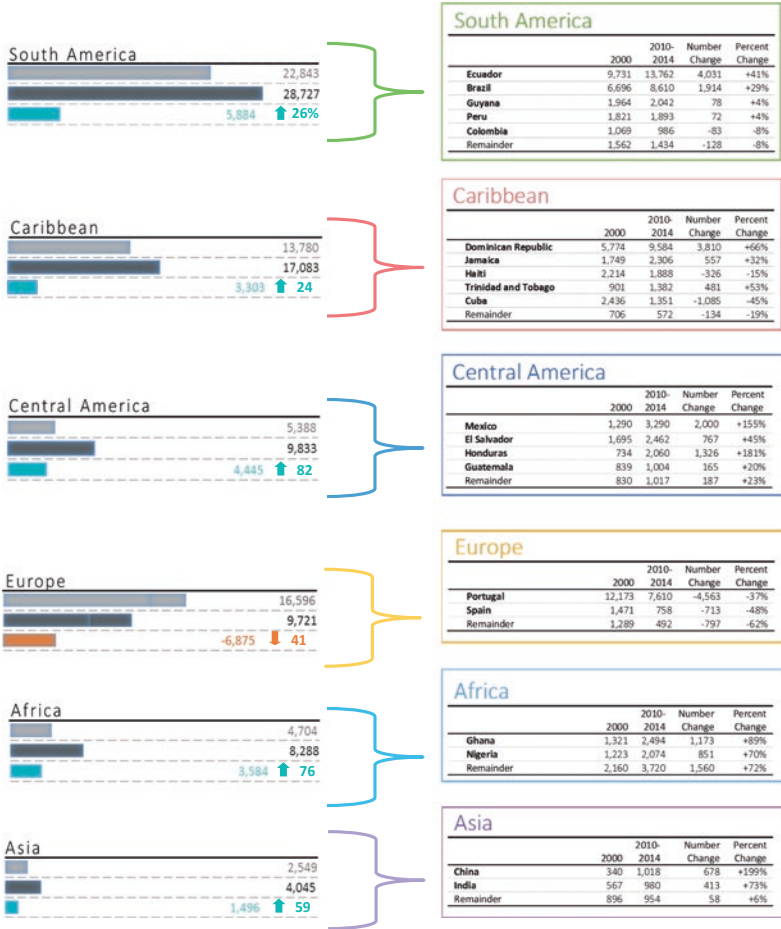 South America
22,843
28,727
5,884 26%
South America
2010- Number Percent
2000 2014 Change Change
Ecuador 9,731 13,762 4,031 +41%
Brazil 6,696 8,610 1,914 +29%
Guyana 1,964 2,042 78 +4%
Peru 1,821 1,893 72 +4%
Colombia 1,069 986 -83 -8%
Remainder 1,562 1,434 -128 -8%
Caribbean
13,780
17,083
3,303 24
Caribbean
2010- Number Percent
2000 2014 Change Change
Dominican Republic 5,774 9,584 3,810 +66%
Jamaica 1,749 2,306 557 +32%
Haiti 2,214 1,888 -326 -15%
Trinidad and Tobago 901 1,382 481 +53%
Cuba 2,436 1,351 -1,085 -45%
Remainder 706 572 -134 -19%
Central America
5,388
9,833
4,445 82
Central America
2010- Number Percent
2000 2014 Change Change
Mexico 1,290 3,290 2,000 +155%
El Salvador 1,695 2,462 767 +45%
Honduras 734 2,060 1,326 +181%
Guatemala 839 1,004 165 +20%
Remainder 830 1,017 187 +23%
Europe
16,596
9,721
-6,875 41
Europe
2010- Number Percent
2000 2014 Change Change
Portugal 12,173 7,610 -4,563 -37%
Spain 1,471 758 -713 -48%
Remainder 1,289 492 -797 -62%
Africa
4,704
8,288
3,584 76
Africa
2010- Number Percent
2000 2014 Change Change
Ghana 1,321 2,494 1,173 +89%
Nigeria 1,223 2,074 851 +70%
Remainder 2,160 3,720 1,560 +72%
Asia
2,549
4,045
1,496 59
Asia
2010- Number Percent
2000 2014 Change Change
China 340 1,018 678 +199%
India 567 980 413 +73%
Remainder 896 954 58 +6%